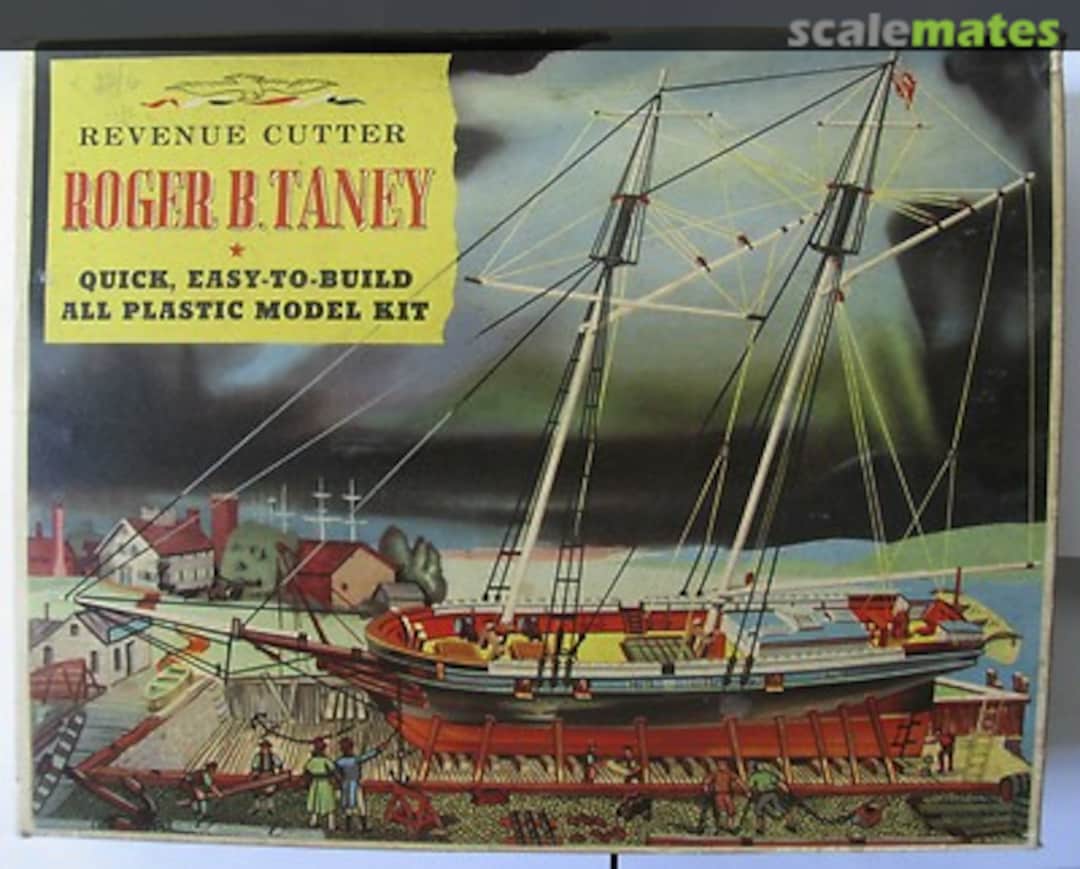 scalemates
REVENUE CUTTER
ROGER B. TANEY
QUICK, EASY-TO-BUILD
ALL PLASTIC MODEL KIT